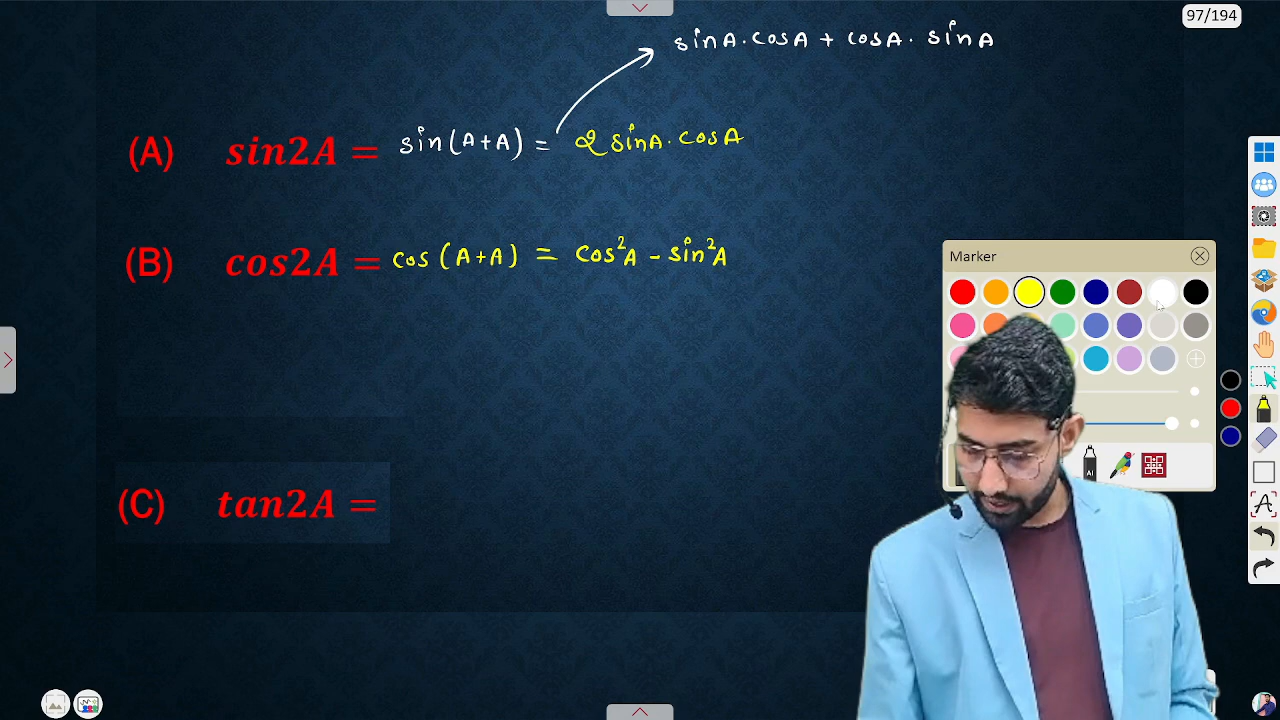 97/194
sinA.cosA + cosA. sinA
(A) sin2A = sin(A+A) = 2 sinA.cosA
(B) cos2A = cos (A+A) = cos²A - sin²A
Marker
(C) tan2A =